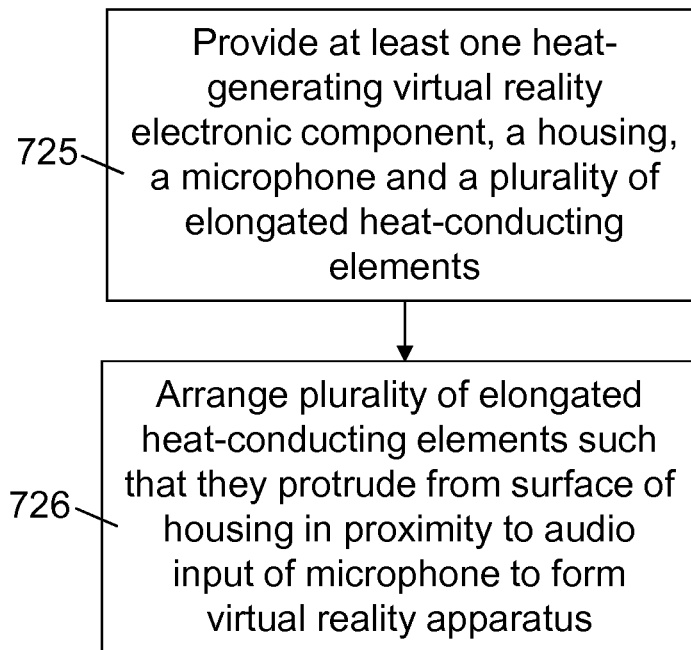 Provide at least one heat-
generating virtual reality
electronic component, a housing,
725
a microphone and a plurality of
elongated heat-conducting
elements
Arrange plurality of elongated
heat-conducting elements such
that they protrude from surface of
726
housing in proximity to audio
input of microphone to form
virtual reality apparatus